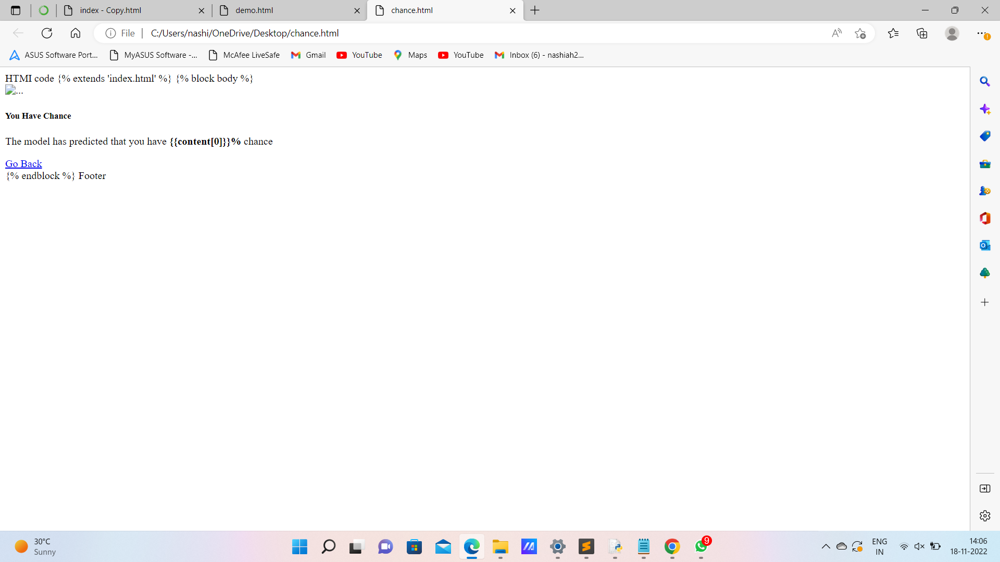 index - Copy.html
demo.html
chance.html
File
C:/Users/nashi/OneDrive/Desktop/chance.html
ASUS Software Port...
MyASUS Software -...
McAfee LiveSafe
Gmail
YouTube
Maps
YouTube
Inbox (6) - nashiah2...
HTMl code {% extends 'index.html' %} {% block body %}
...
You Have Chance
The model has predicted that you have {{content[0]}}% chance
Go Back
{% endblock %} Footer
30°C
Sunny
9
ENG
IN
14:06
18-11-2022